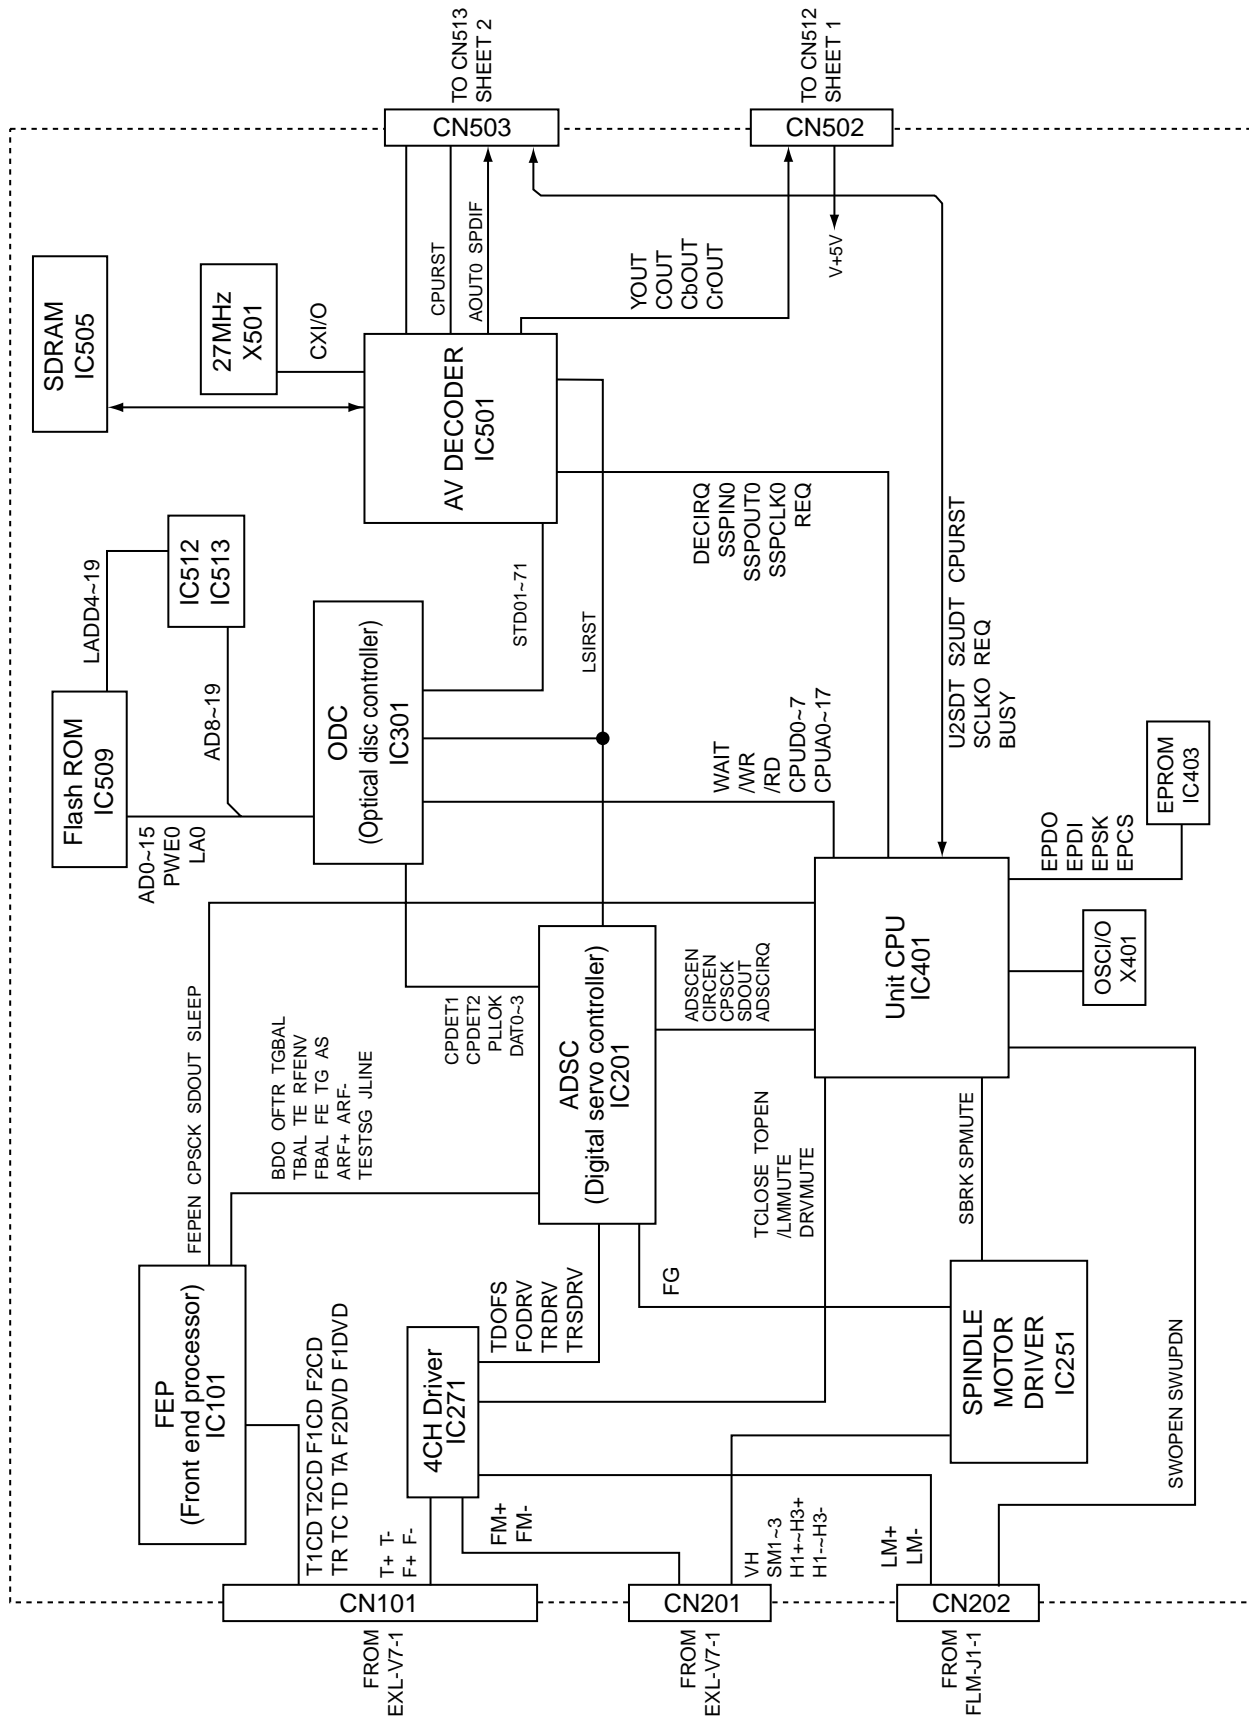 FROM
EXL-V7-1
CN101
T1CD T2CD F1CD F2CD
TR TC TD TA F2DVD F1DVD
T+ T-
F+ F-
FEP
(Front end processor)
IC101
FEPEN CPSCK SDOUT SLEEP
BDO OFTR TGBAL
TBAL TE RFENV
FBAL FE TG AS
ARF+ ARF-
TESTSG JLINE
FROM
EXL-V7-1
CN201
FM+
FM-
VH
SM1~3
H1+~H3+
H1-~H3-
4CH Driver
IC271
TDOFS
FODRV
TRDRV
TRSDRV
FG
FROM
FLM-J1-1
CN202
LM+
LM-
SPINDLE
MOTOR
DRIVER
IC251
SWOPEN SWUPDN
SBRK SPMUTE
TCLOSE TOPEN
/LMMUTE
DRVMUTE
ADSC
(Digital servo controller)
IC201
CPDET1
CPDET2
PLLOK
DAT0~3
ADSCEN
CIRCEN
CPSCK
SDOUT
ADSCIRQ
Unit CPU
IC401
OSCI/O
X401
EPROM
IC403
EPDO
EPDI
EPSK
EPCS
Flash ROM
IC509
AD0~15
PWE0
LA0
LADD4~19
AD8~19
IC512
IC513
ODC
(Optical disc controller)
IC301
WAIT
/WR
/RD
CPUD0~7
CPUA0~17
STD01~71
LSIRST
DECIRQ
SSPIN0
SSPOUT0
SSPCLK0
REQ
U2SDT S2UDT CPURST
SCLKO REQ
BUSY
SDRAM
IC505
27MHz
X501
CXI/O
AV DECODER
IC501
CPURST
AOUT0 SPDIF
YOUT
COUT
CbOUT
CrOUT
V+5V
CN503
TO CN513
SHEET 2
CN502
TO CN512
SHEET 1